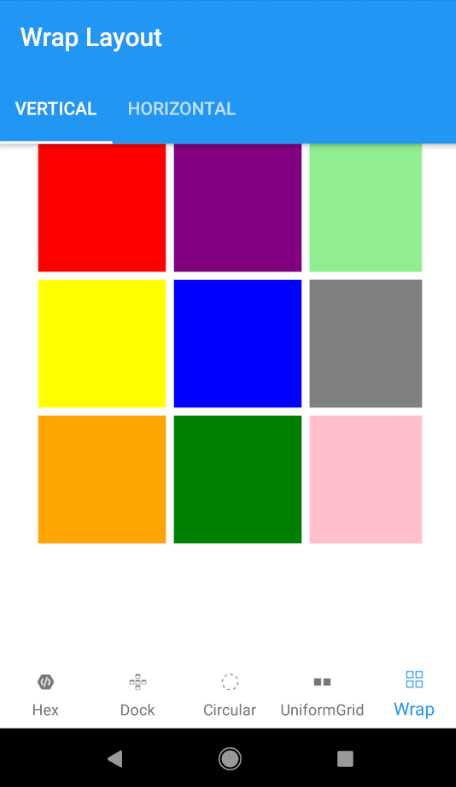 Wrap Layout
VERTICAL HORIZONTAL
Hex Dock Circular UniformGrid Wrap